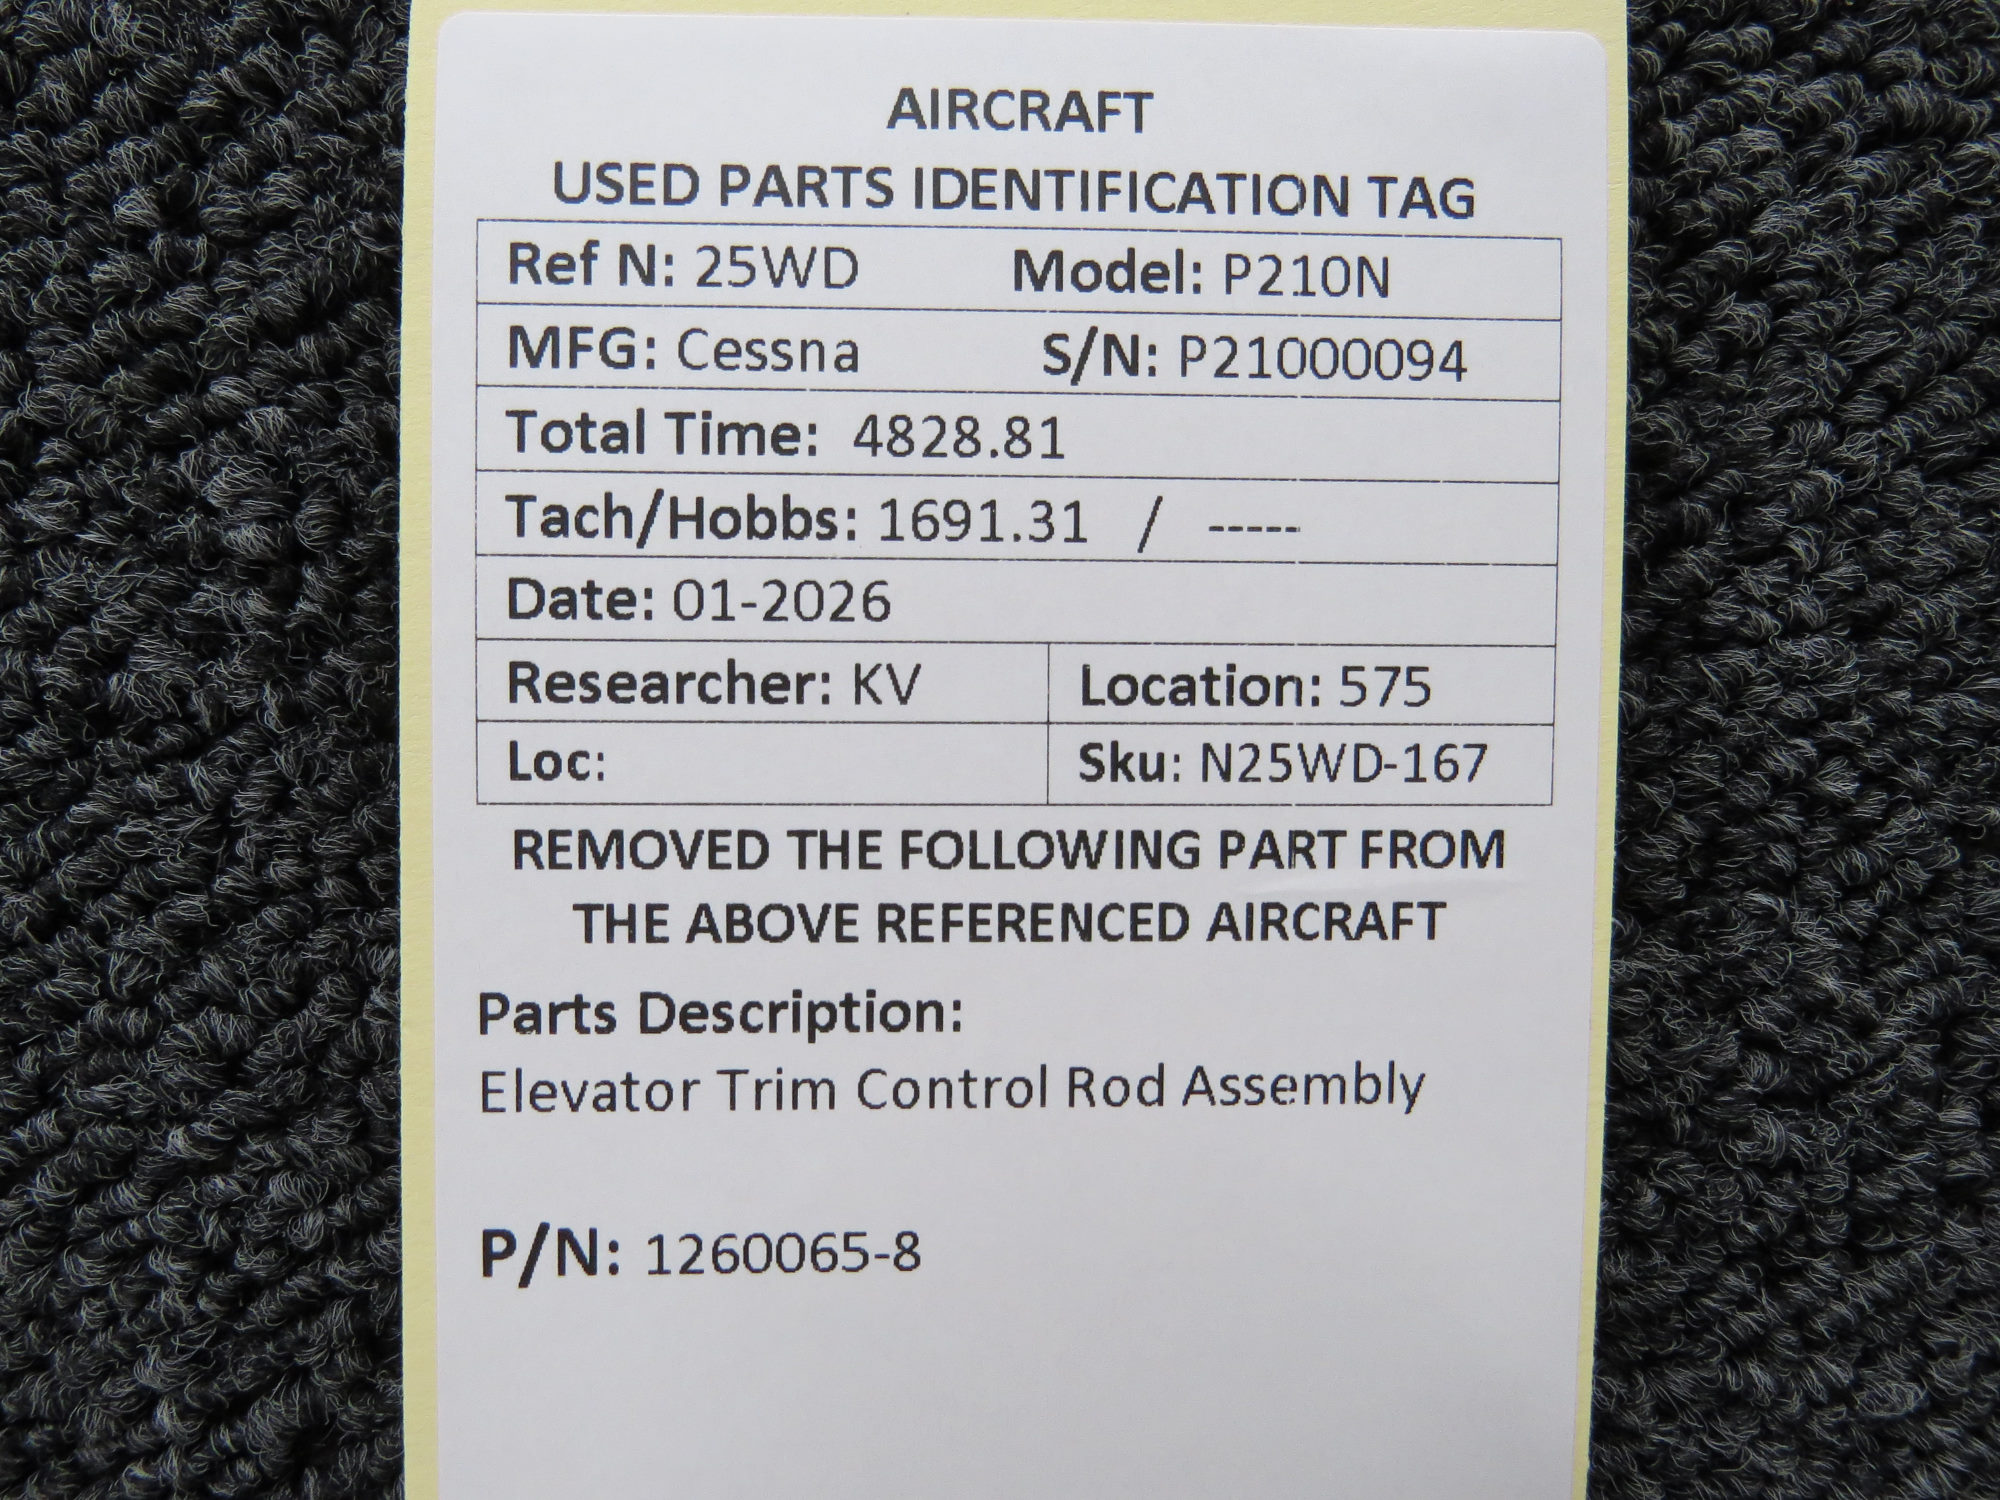 AIRCRAFT
USED PARTS IDENTIFICATION TAG
Ref N: 25WD Model: P210N
MFG: Cessna S/N: P21000094
Total Time: 4828.81
Tach/Hobbs: 1691.31 / -----
Date: 01-2026
Researcher: KV Location: 575
Loc: Sku: N25WD-167
REMOVED THE FOLLOWING PART FROM
THE ABOVE REFERENCED AIRCRAFT
Parts Description:
Elevator Trim Control Rod Assembly
P/N: 1260065-8